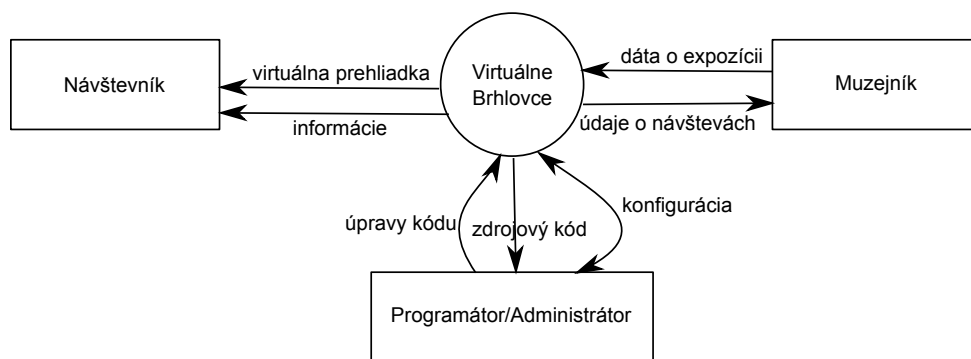 Návštevník
virtuálna prehliadka
informácie
Virtuálne
Brhlovce
dáta o expozícii
údaje o návštevách
Muzejník
úpravy kódu
zdrojový kód
konfigurácia
Programátor/Administrátor